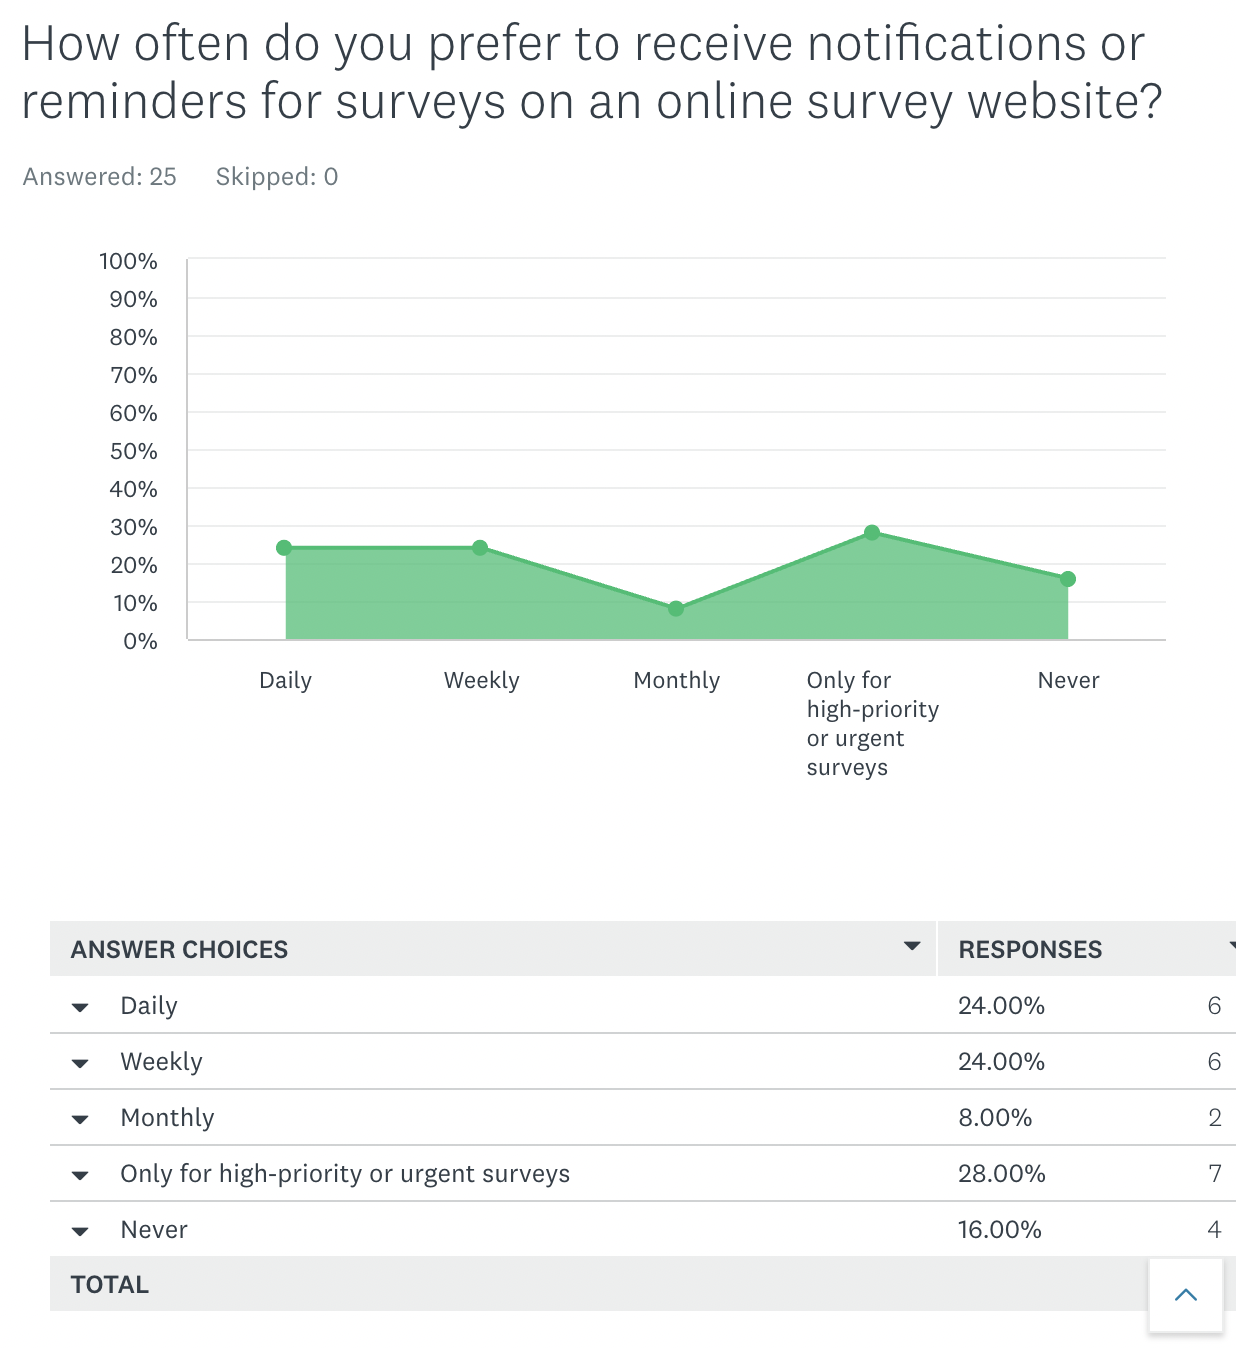 How often do you prefer to receive notifications or
reminders for surveys on an online survey website?
Answered: 25 Skipped: 0
100%
90%
80%
70%
60%
50%
40%
30%
20%
10%
0%
Daily Weekly Monthly Only for Never
high-priority
or urgent
surveys
ANSWER CHOICES RESPONSES
Daily 24.00% 6
Weekly 24.00% 6
Monthly 8.00% 2
Only for high-priority or urgent surveys 28.00% 7
Never 16.00% 4
TOTAL